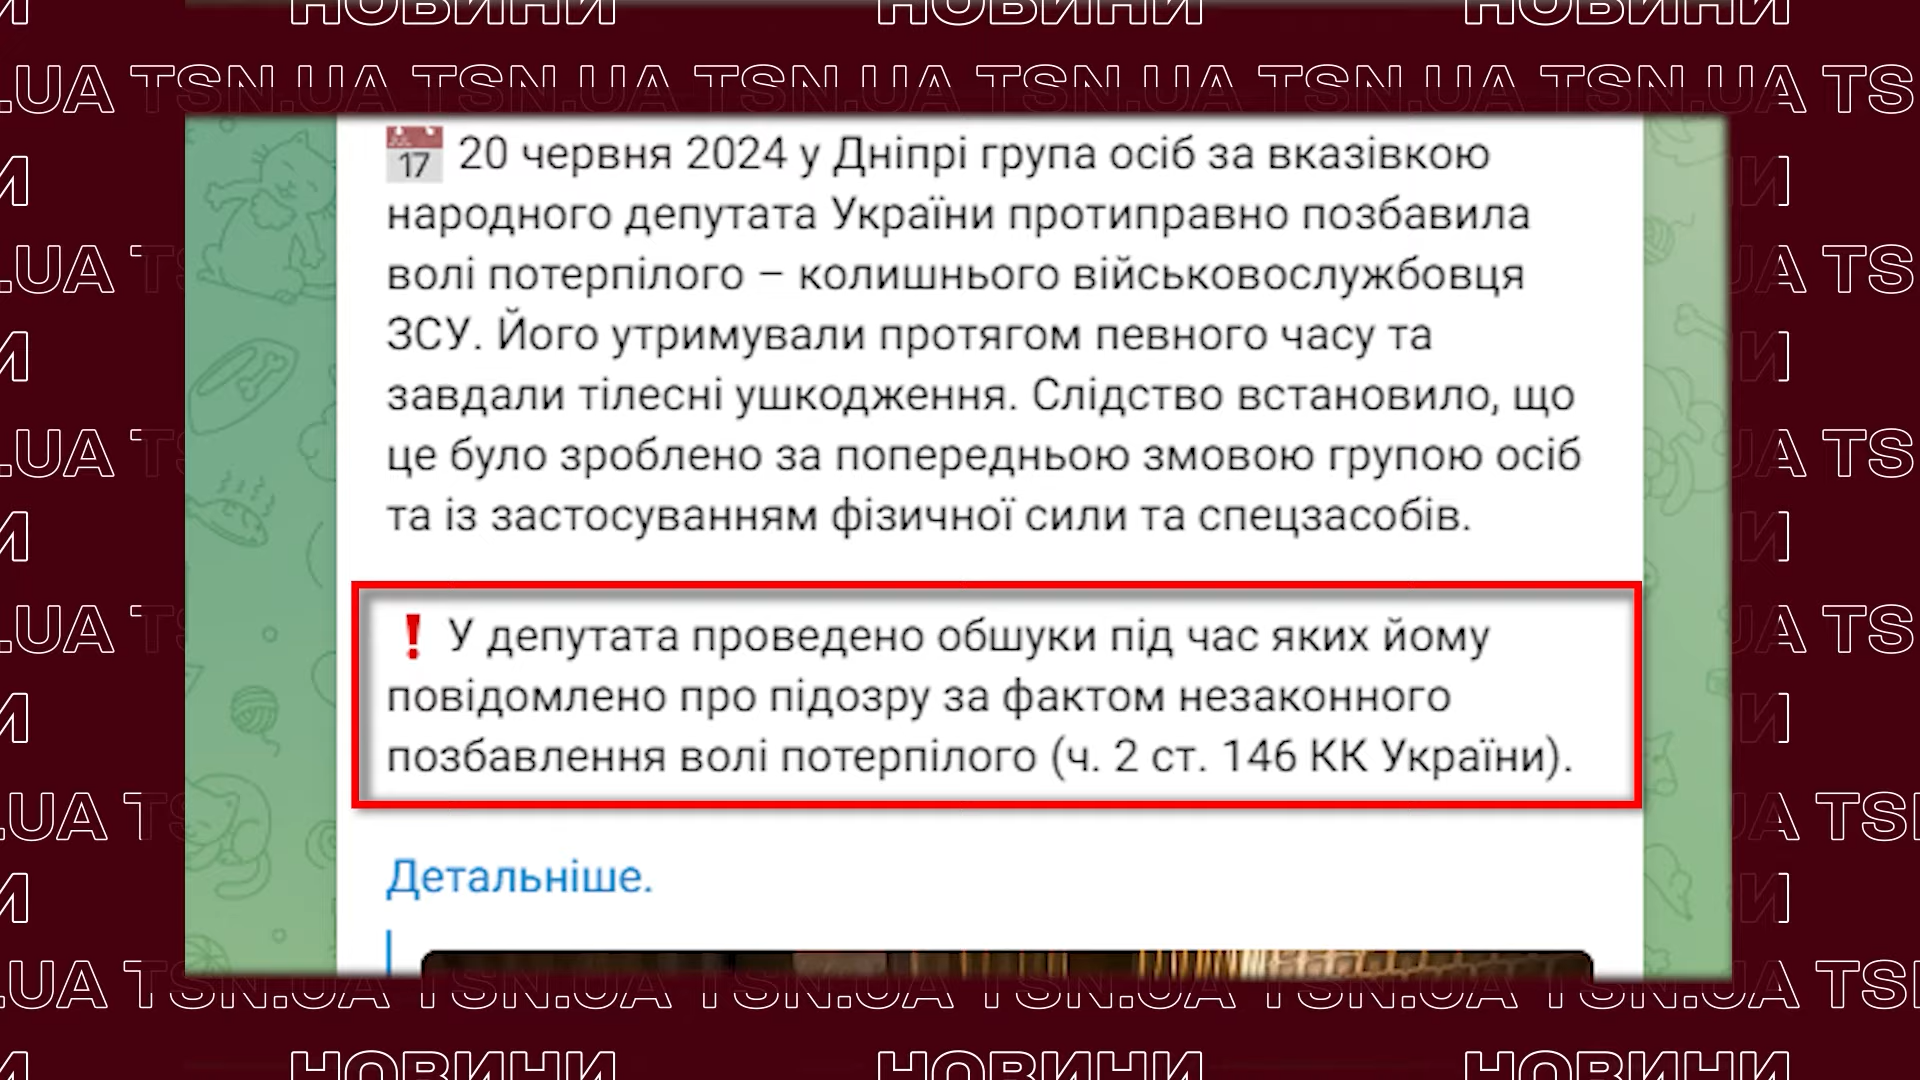 НОВИНИ НОВИНИ НОВИНИ
.UA TSN.UA TSN.UA TSN.UA TSN.UA TSN.UA TSN.UA TS
17 20 червня 2024 у Дніпрі група осіб за вказівкою
народного депутата України протиправно позбавила
волі потерпілого – колишнього військовослужбовця
ЗСУ. Його утримували протягом певного часу та
завдали тілесні ушкодження. Слідство встановило, що
це було зроблено за попередньою змовою групою осіб
та із застосуванням фізичної сили та спецзасобів.
❗ У депутата проведено обшуки під час яких йому
повідомлено про підозру за фактом незаконного
позбавлення волі потерпілого (ч. 2 ст. 146 КК України).
Детальніше.
.UA TSN.UA TSN.UA TSN.UA TSN.UA TSN.UA TSN.UA TS
НОВИНИ НОВИНИ НОВИНИ